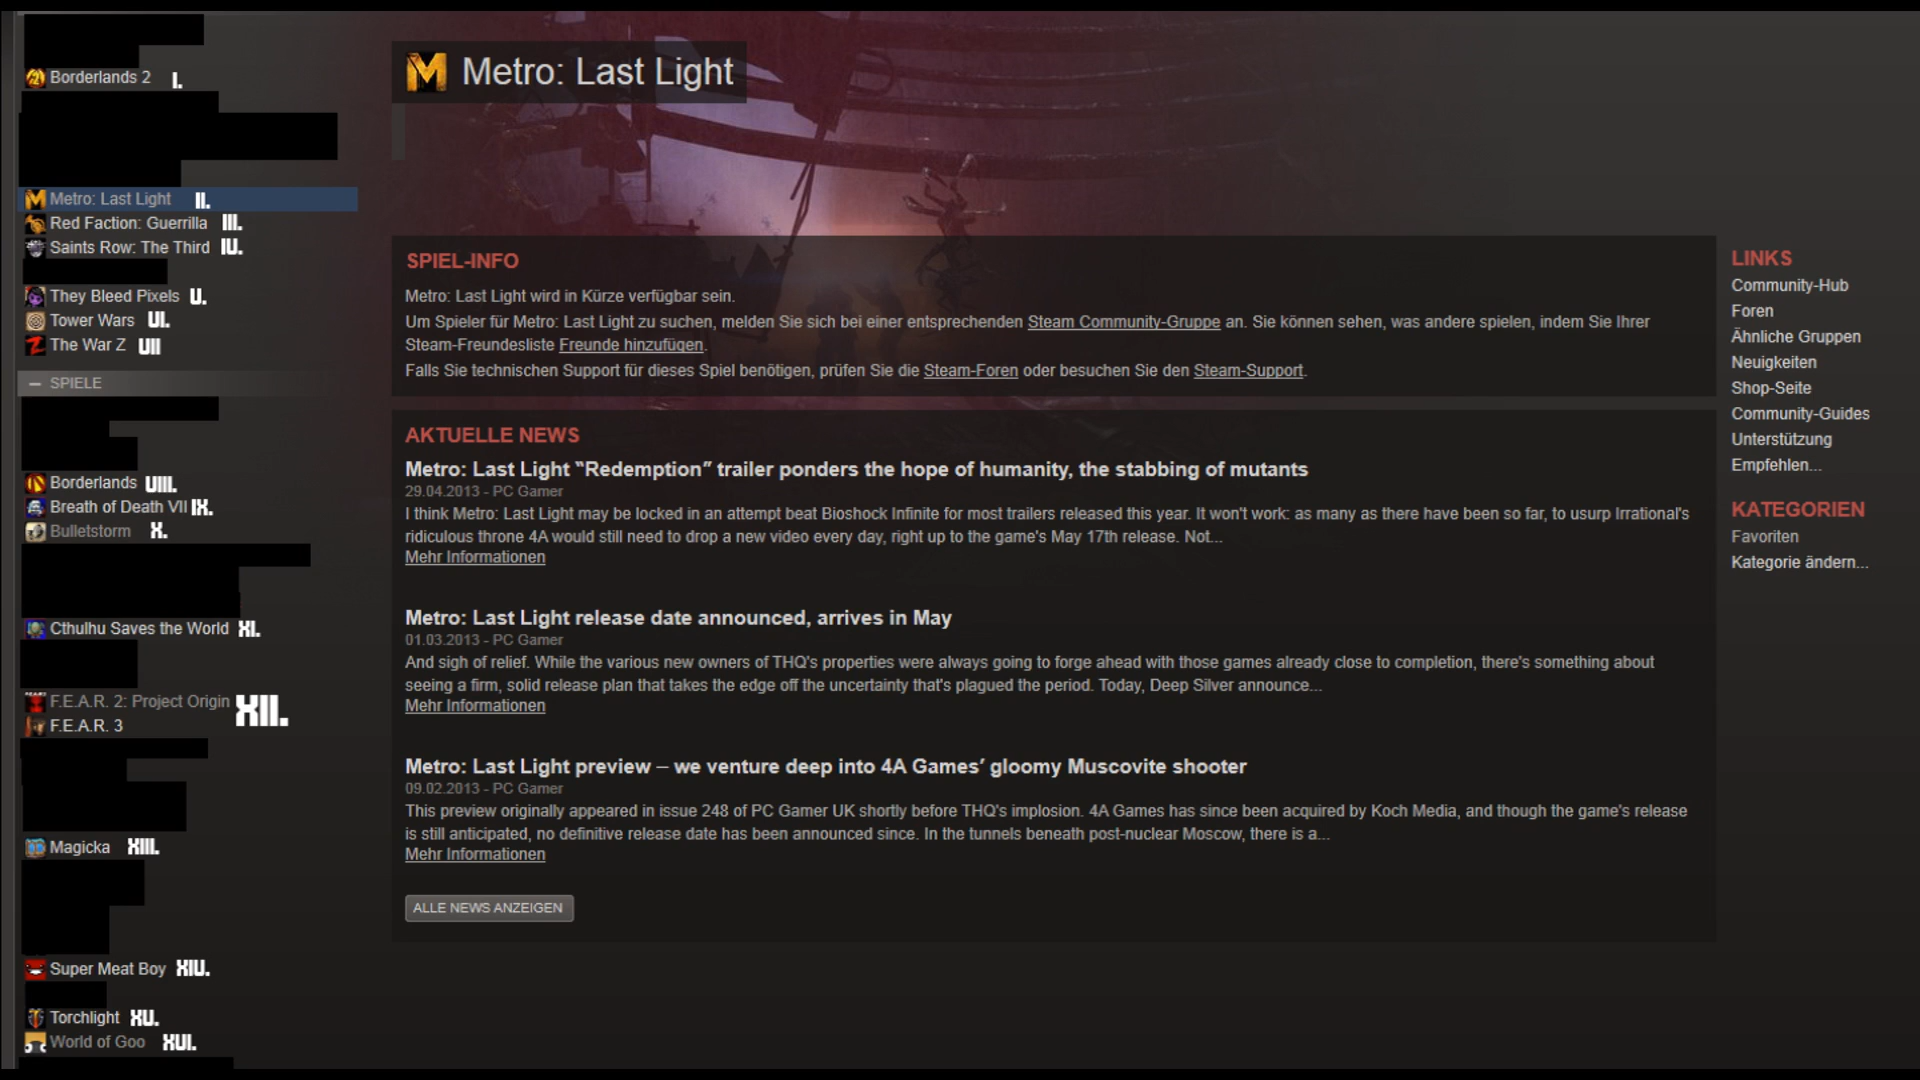 Borderlands 2 I.
Metro: Last Light II.
Red Faction: Guerrilla III.
Saints Row: The Third IV.
They Bleed Pixels V.
Tower Wars VI.
The War Z VII
– SPIELE
Borderlands VIII.
Breath of Death VII IX.
Bulletstorm X.
Cthulhu Saves the World XI.
F.E.A.R. 2: Project Origin XII.
F.E.A.R. 3
Magicka XIII.
Super Meat Boy XIV.
Torchlight XV.
World of Goo XVI.
Metro: Last Light
SPIEL-INFO
Metro: Last Light wird in Kürze verfügbar sein.
Um Spieler für Metro: Last Light zu suchen, melden Sie sich bei einer entsprechenden Steam Community-Gruppe an. Sie können sehen, was andere spielen, indem Sie Ihrer
Steam-Freundesliste Freunde hinzufügen.
Falls Sie technischen Support für dieses Spiel benötigen, prüfen Sie die Steam-Foren oder besuchen Sie den Steam-Support.
AKTUELLE NEWS
Metro: Last Light “Redemption” trailer ponders the hope of humanity, the stabbing of mutants
29.04.2013 - PC Gamer
I think Metro: Last Light may be locked in an attempt beat Bioshock Infinite for most trailers released this year. It won't work: as many as there have been so far, to usurp Irrational's
ridiculous throne 4A would still need to drop a new video every day, right up to the game's May 17th release. Not...
Mehr Informationen
Metro: Last Light release date announced, arrives in May
01.03.2013 - PC Gamer
And sigh of relief. While the various new owners of THQ's properties were always going to forge ahead with those games already close to completion, there's something about
seeing a firm, solid release plan that takes the edge off the uncertainty that's plagued the period. Today, Deep Silver announce...
Mehr Informationen
Metro: Last Light preview – we venture deep into 4A Games’ gloomy Muscovite shooter
09.02.2013 - PC Gamer
This preview originally appeared in issue 248 of PC Gamer UK shortly before THQ's implosion. 4A Games has since been acquired by Koch Media, and though the game's release
is still anticipated, no definitive release date has been announced since. In the tunnels beneath post-nuclear Moscow, there is a...
Mehr Informationen
ALLE NEWS ANZEIGEN
LINKS
Community-Hub
Foren
Ähnliche Gruppen
Neuigkeiten
Shop-Seite
Community-Guides
Unterstützung
Empfehlen...
KATEGORIEN
Favoriten
Kategorie ändern...